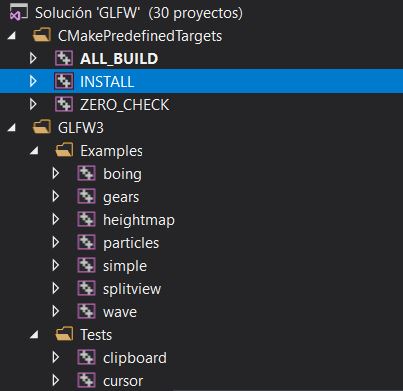 Solución 'GLFW' (30 proyectos)
CMakePredefinedTargets
ALL_BUILD
INSTALL
ZERO_CHECK
GLFW3
Examples
boing
gears
heightmap
particles
simple
splitview
wave
Tests
clipboard
cursor